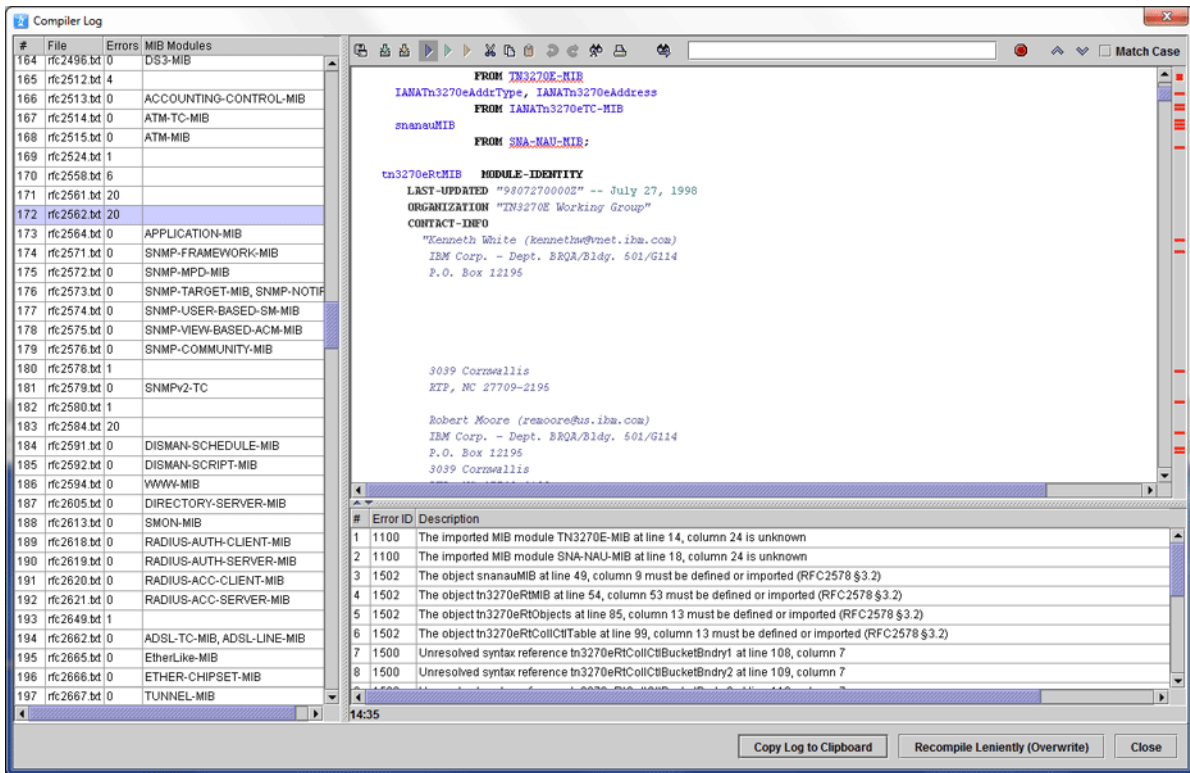 Compiler Log
# File Errors MIB Modules
164 rfc2496.txt 0 DS3-MIB
165 rfc2512.txt 4
166 rfc2513.txt 0 ACCOUNTING-CONTROL-MIB
167 rfc2514.txt 0 ATM-TC-MIB
168 rfc2515.txt 0 ATM-MIB
169 rfc2524.txt 1
170 rfc2558.txt 6
171 rfc2561.txt 20
172 rfc2562.txt 20
173 rfc2564.txt 0 APPLICATION-MIB
174 rfc2571.txt 0 SNMP-FRAMEWORK-MIB
175 rfc2572.txt 0 SNMP-MPD-MIB
176 rfc2573.txt 0 SNMP-TARGET-MIB, SNMP-NOTIF
177 rfc2574.txt 0 SNMP-USER-BASED-SM-MIB
178 rfc2575.txt 0 SNMP-VIEW-BASED-ACM-MIB
179 rfc2576.txt 0 SNMP-COMMUNITY-MIB
180 rfc2578.txt 1
181 rfc2579.txt 0 SNMPv2-TC
182 rfc2580.txt 1
183 rfc2584.txt 20
184 rfc2591.txt 0 DISMAN-SCHEDULE-MIB
185 rfc2592.txt 0 DISMAN-SCRIPT-MIB
186 rfc2594.txt 0 WWW-MIB
187 rfc2605.txt 0 DIRECTORY-SERVER-MIB
188 rfc2613.txt 0 SMON-MIB
189 rfc2618.txt 0 RADIUS-AUTH-CLIENT-MIB
190 rfc2619.txt 0 RADIUS-AUTH-SERVER-MIB
191 rfc2620.txt 0 RADIUS-ACC-CLIENT-MIB
192 rfc2621.txt 0 RADIUS-ACC-SERVER-MIB
193 rfc2649.txt 1
194 rfc2662.txt 0 ADSL-TC-MIB, ADSL-LINE-MIB
195 rfc2665.txt 0 EtherLike-MIB
196 rfc2666.txt 0 ETHER-CHIPSET-MIB
197 rfc2667.txt 0 TUNNEL-MIB
Match Case
FROM TN3270E-MIB
IANATn3270eAddrType, IANATn3270eAddress
FROM IANATn3270eTC-MIB
snanauMIB
FROM SNA-NAU-MIB;
tn3270eRtMIB MODULE-IDENTITY
LAST-UPDATED "9807270000Z" -- July 27, 1998
ORGANIZATION "TN3270E Working Group"
CONTACT-INFO
"Kenneth White (kennethw@vnet.ibm.com)
IBM Corp. - Dept. BRQA/Bldg. 501/G114
P.O. Box 12195
3039 Cornwallis
RTP, NC 27709-2195
Robert Moore (remoore@us.ibm.com)
IBM Corp. - Dept. BRQA/Bldg. 501/G114
P.O. Box 12195
3039 Cornwallis
# Error ID Description
1 1100 The imported MIB module TN3270E-MIB at line 14, column 24 is unknown
2 1100 The imported MIB module SNA-NAU-MIB at line 18, column 24 is unknown
3 1502 The object snanauMIB at line 49, column 9 must be defined or imported (RFC2578 §3.2)
4 1502 The object tn3270eRtMIB at line 54, column 53 must be defined or imported (RFC2578 §3.2)
5 1502 The object tn3270eRtObjects at line 85, column 13 must be defined or imported (RFC2578 §3.2)
6 1502 The object tn3270eRtCollCtlTable at line 99, column 13 must be defined or imported (RFC2578 §3.2)
7 1500 Unresolved syntax reference tn3270eRtCollCtlBucketBndry1 at line 108, column 7
8 1500 Unresolved syntax reference tn3270eRtCollCtlBucketBndry2 at line 109, column 7
14:35
Copy Log to Clipboard Recompile Leniently (Overwrite) Close